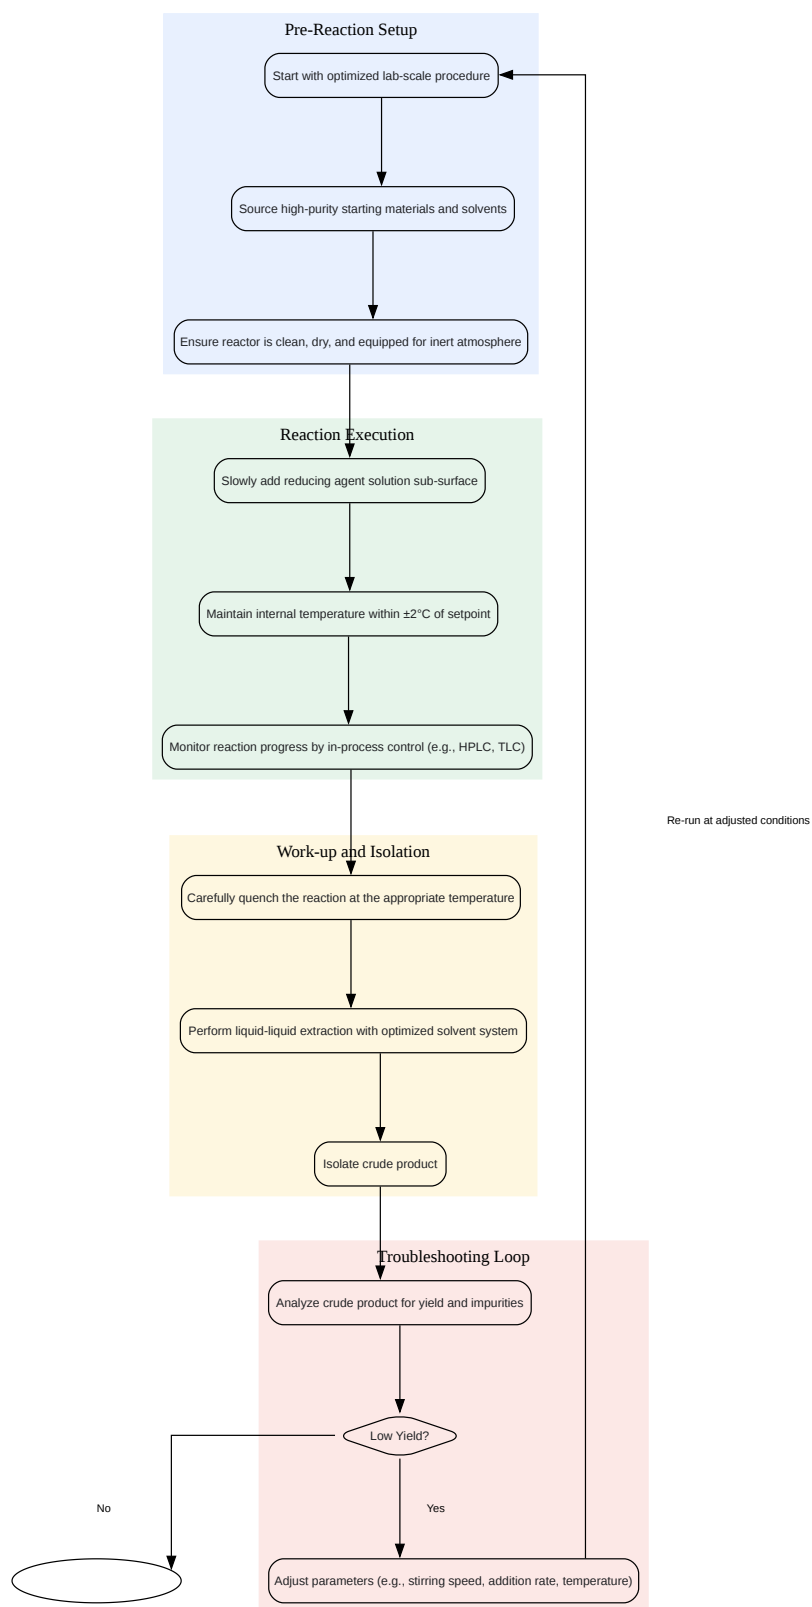 Pre-Reaction Setup
Start with optimized lab-scale procedure
Source high-purity starting materials and solvents
Ensure reactor is clean, dry, and equipped for inert atmosphere
Reaction Execution
Slowly add reducing agent solution sub-surface
Maintain internal temperature within ±2°C of setpoint
Monitor reaction progress by in-process control (e.g., HPLC, TLC)
Re-run at adjusted conditions
Work-up and Isolation
Carefully quench the reaction at the appropriate temperature
Perform liquid-liquid extraction with optimized solvent system
Isolate crude product
Troubleshooting Loop
Analyze crude product for yield and impurities
Low Yield?
No
Yes
Adjust parameters (e.g., stirring speed, addition rate, temperature)